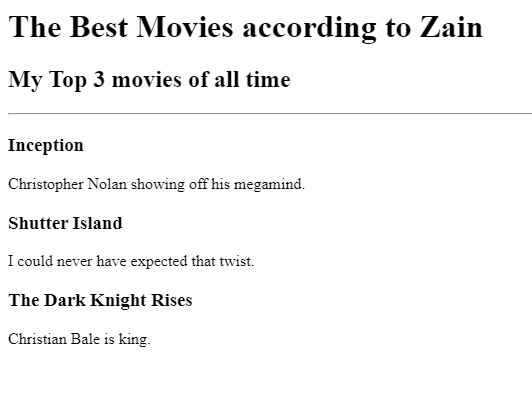 The Best Movies according to Zain
My Top 3 movies of all time
Inception
Christopher Nolan showing off his megamind.
Shutter Island
I could never have expected that twist.
The Dark Knight Rises
Christian Bale is king.